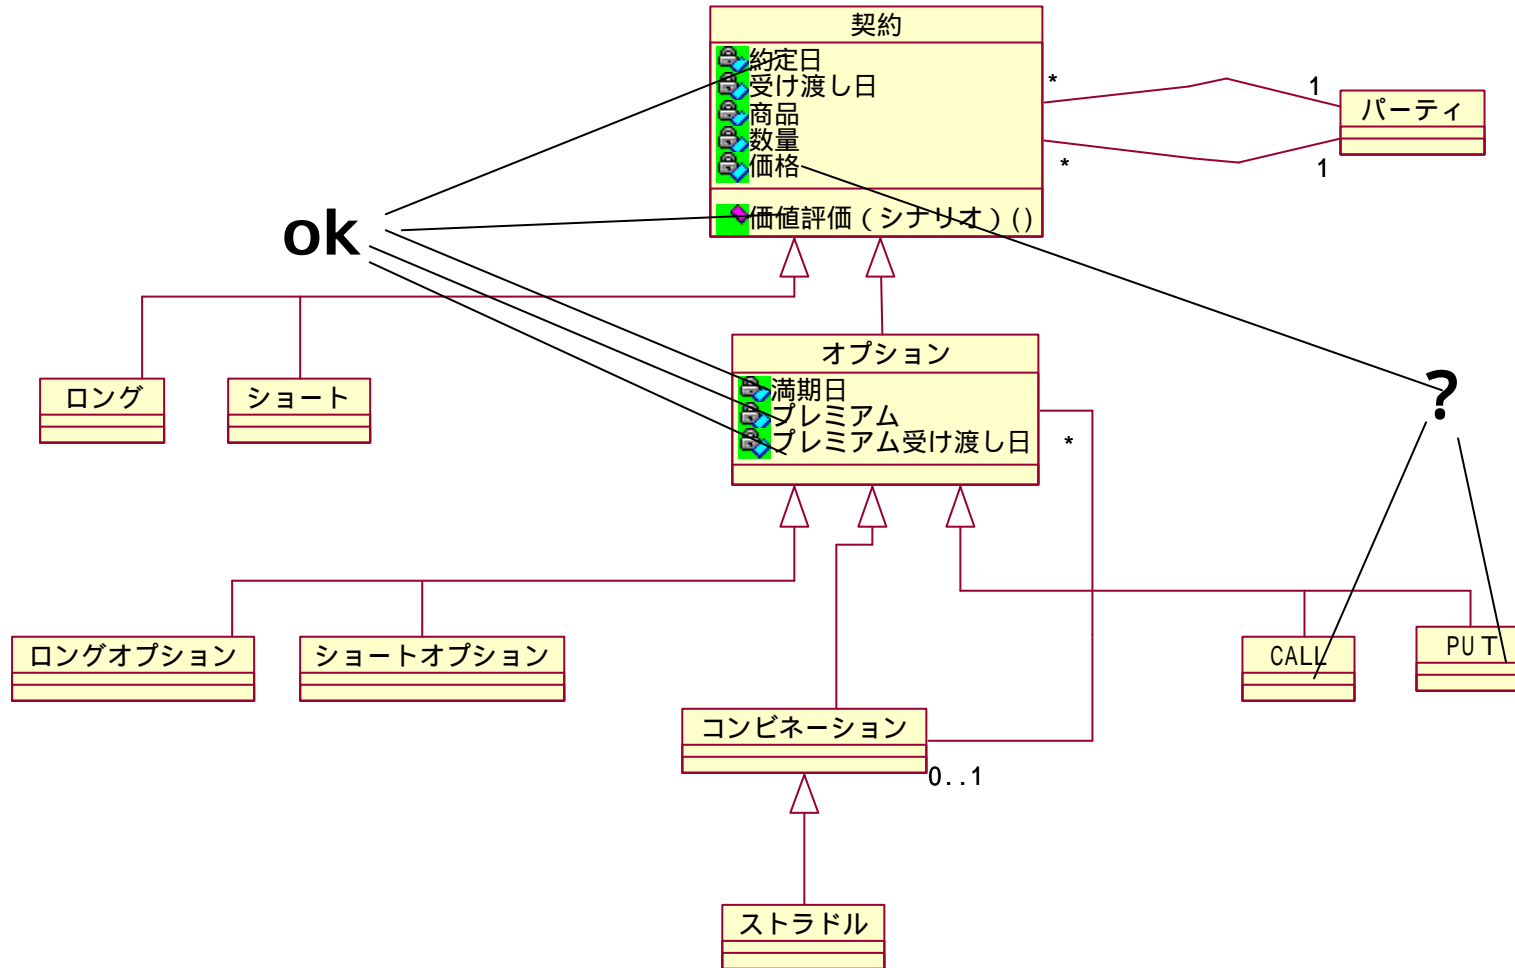 契約
約定日
受け渡し日
商品
数量
価格
価値評価（シナリオ）()
*
1
パーティ
*
1
ok
ロング
ショート
オプション
満期日
プレミアム
プレミアム受け渡し日
*
?
ロングオプション
ショートオプション
CALL
PUT
コンビネーション
0..1
ストラドル